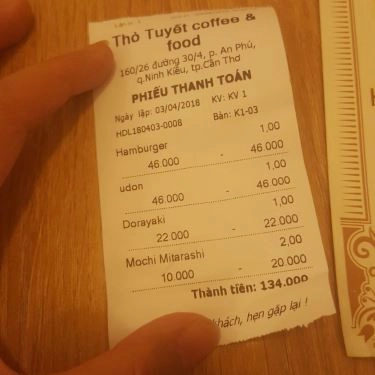 Thỏ Tuyết coffee &
food
160/26 đường 30/4, p. An Phú,
q.Ninh Kiều, tp.Cần Thơ
PHIẾU THANH TOÁN
Ngày lập: 03/04/2018 KV: KV 1
HDL180403-0008 Bàn: K1-03
Hamburger 1,00
46.000 - 46.000
udon 1,00
46.000 - 46.000
Dorayaki 1,00
22.000 - 22.000
Mochi Mitarashi 2,00
10.000 - 20.000
Thành tiền: 134.000
khách, hẹn gặp lại !